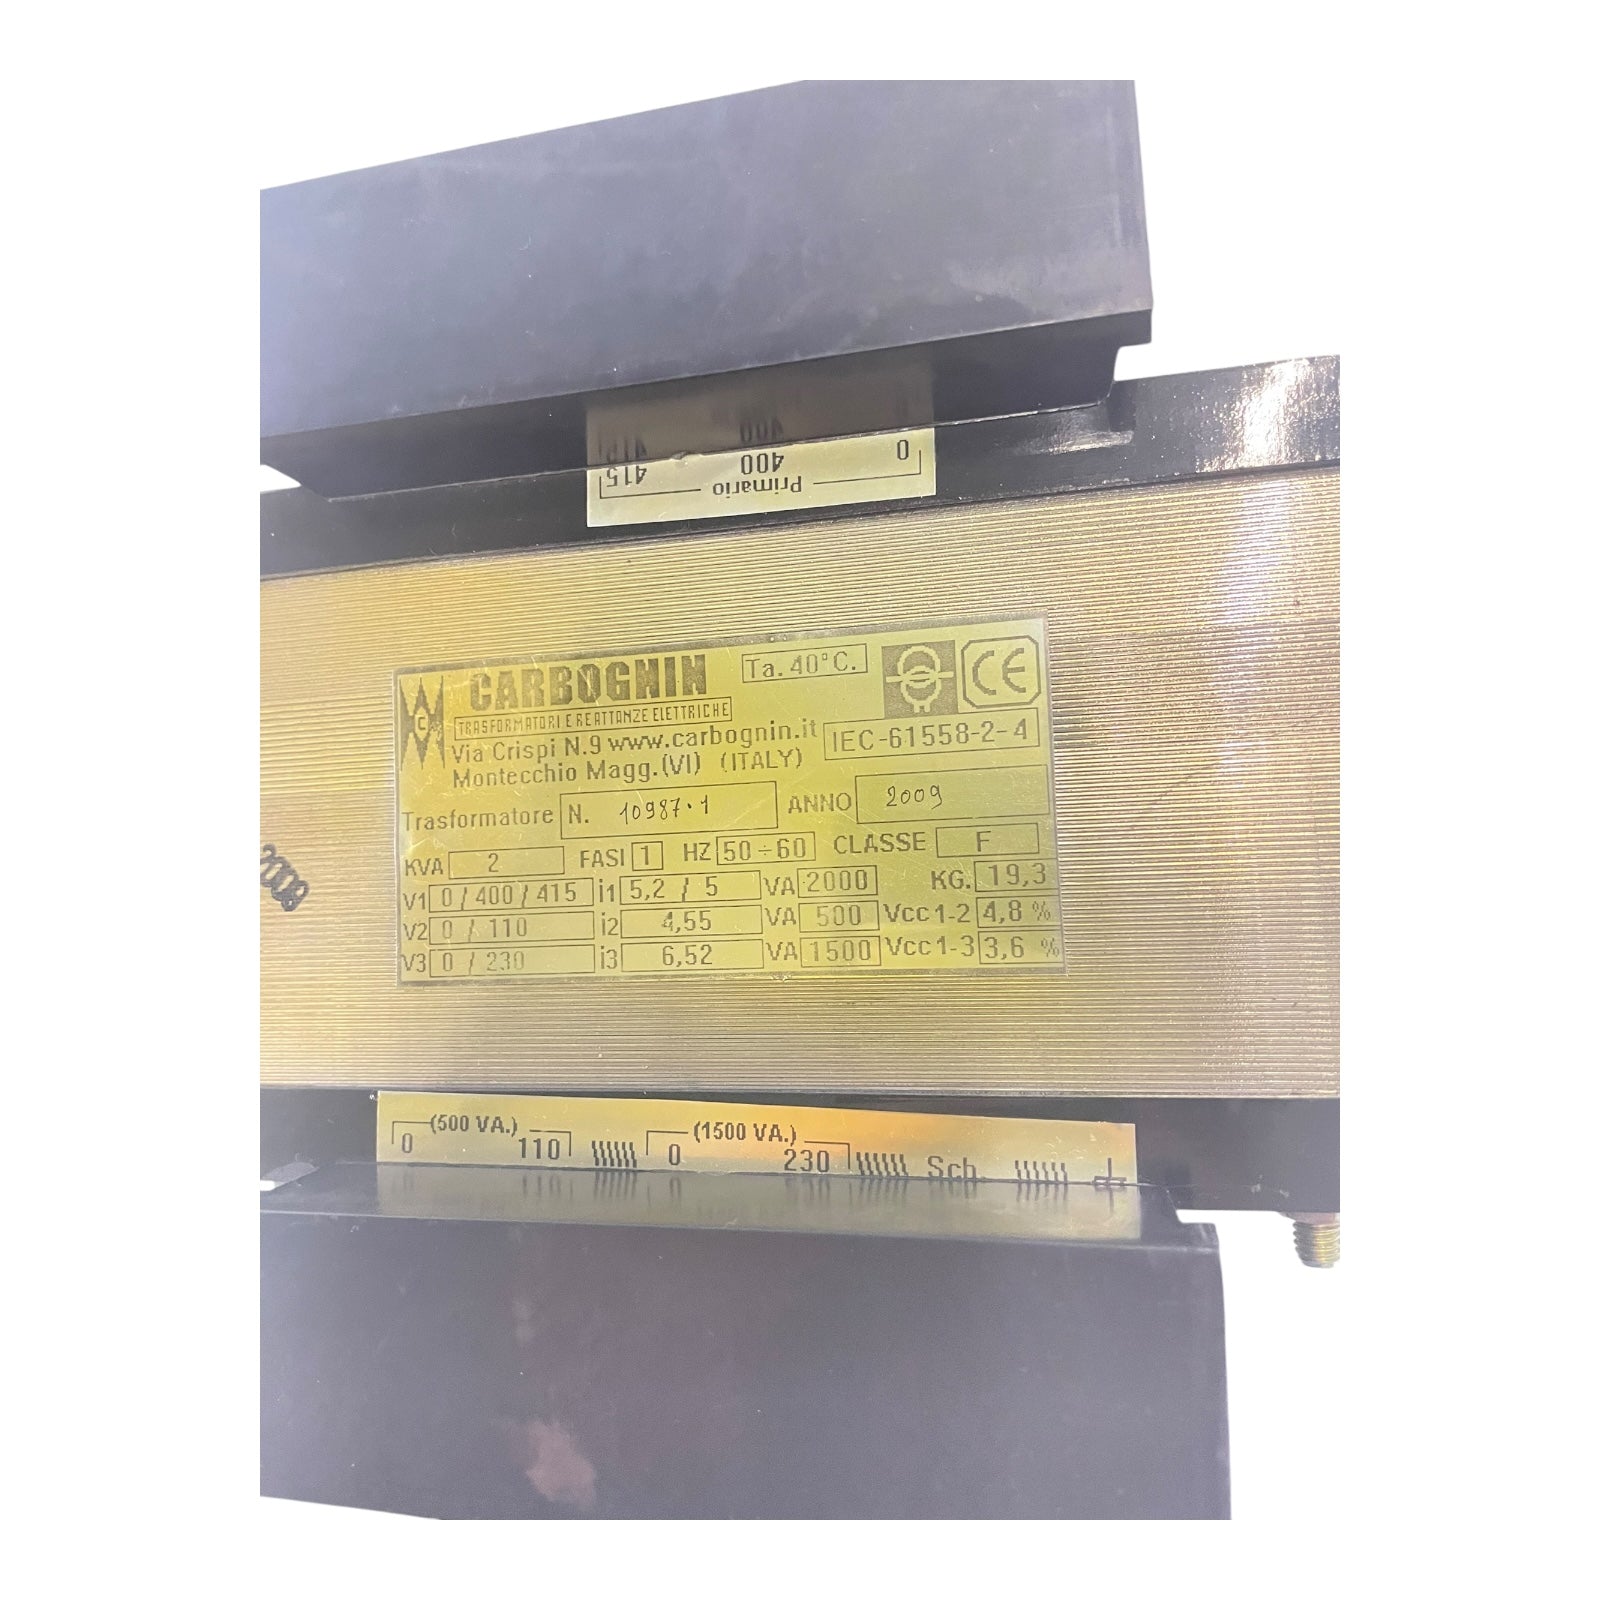 0 400 415
Primario
CARBOGNIN
Ta. 40°C.
CE
C
TRASFORMATORI E REATTANZE ELETTRICHE
Via Crispi N.9 www.carbognin.it
IEC-61558-2-4
Montecchio Magg.(VI) (ITALY)
Trasformatore N. 10987.1 ANNO 2009
KVA 2 FASI 1 HZ 50÷60 CLASSE F
V1 0/400/415 i1 5,2 / 5 VA 2000 KG. 19,3
V2 0 / 110 i2 4,55 VA 500 Vcc1-2 4,8 %
V3 0 / 230 i3 6,52 VA 1500 Vcc1-3 3,6 %
(500 VA.) (1500 VA.)
0 110 0 230 Sch.